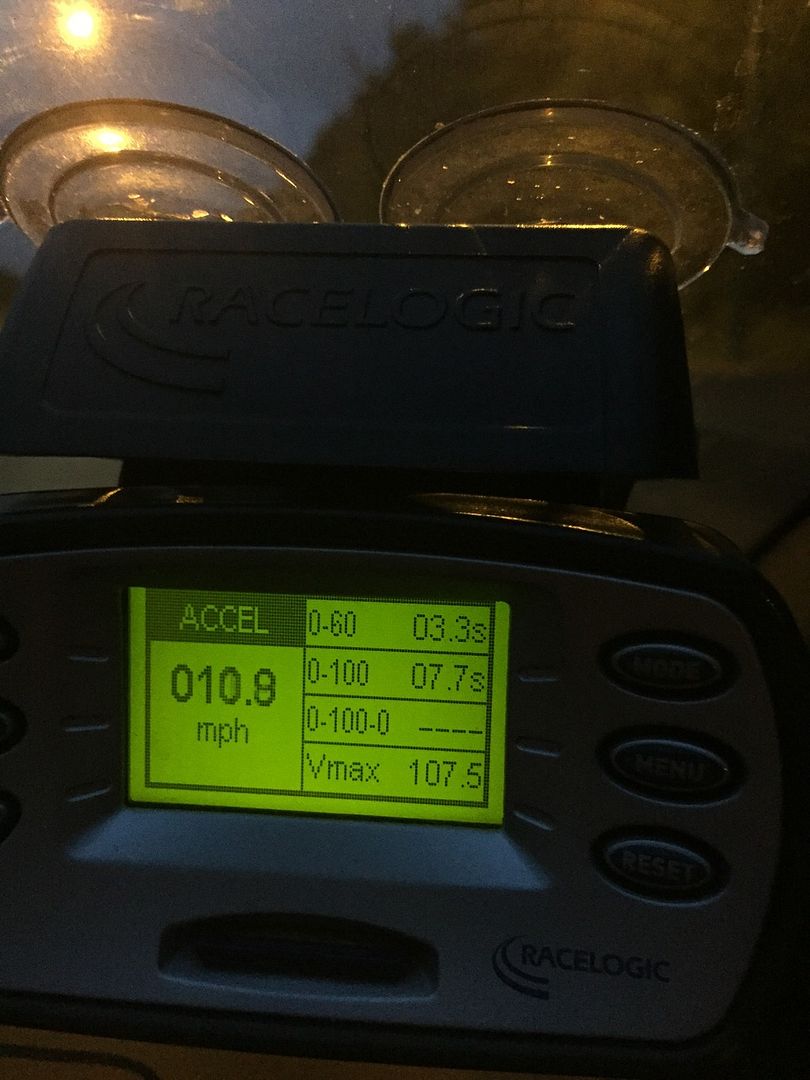 RACELOGIC
ACCEL
010.8
mph
0-60 03.3s
0-100 07.7s
0-100-0 ----
Vmax 107.5
MODE
MENU
RESET
RACELOGIC